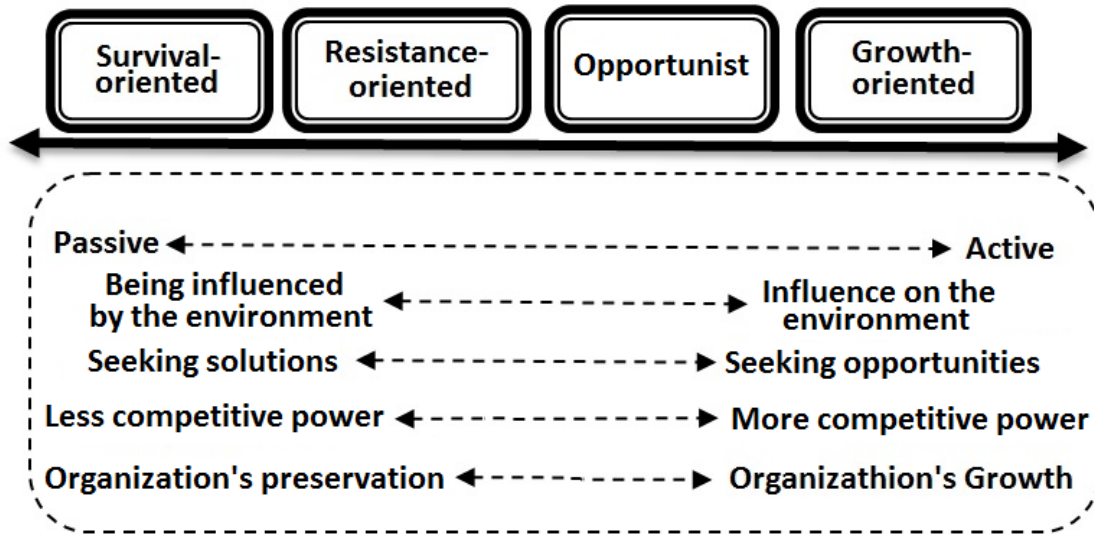 Survival-
oriented
Resistance-
oriented
Opportunist
Growth-
oriented
Passive
Active
Being influenced
by the environment
Influence on the
environment
Seeking solutions
Seeking opportunities
Less competitive power
More competitive power
Organization's preservation
Organizathion's Growth